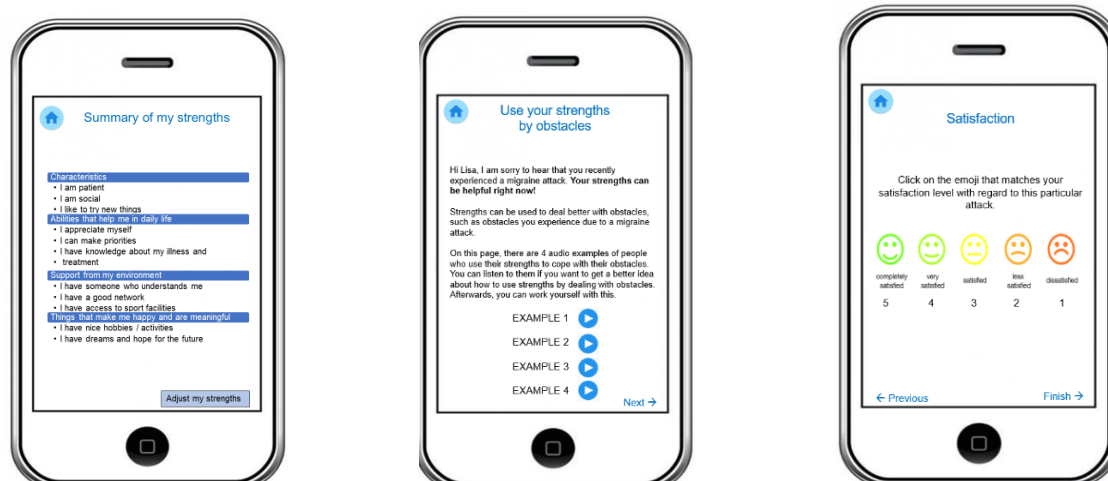 Summary of my strengths
Characteristics
• I am patient
• I am social
• I like to try new things
Abilities that help me in daily life
• I appreciate myself
• I can make priorities
• I have knowledge about my illness and
• treatment
Support from my environment
• I have someone who understands me
• I have a good network
• I have access to sport facilities
Things that make me happy and are meaningful
• I have nice hobbies / activities
• I have dreams and hope for the future
Adjust my strengths
Use your strengths
by obstacles
Hi Lisa, I am sorry to hear that you recently
experienced a migraine attack. Your strengths can
be helpful right now!
Strengths can be used to deal better with obstacles,
such as obstacles you experience due to a migraine
attack.
On this page, there are 4 audio examples of people
who use their strengths to cope with their obstacles.
You can listen to them if you want to get a better idea
about how to use strengths by dealing with obstacles.
Afterwards, you can work yourself with this.
EXAMPLE 1
EXAMPLE 2
EXAMPLE 3
EXAMPLE 4
Next →
Satisfaction
Click on the emoji that matches your
satisfaction level with regard to this particular
attack.
completely satisfied
very satisfied
satisfied
less satisfied
dissatisfied
5 4 3 2 1
← Previous
Finish →